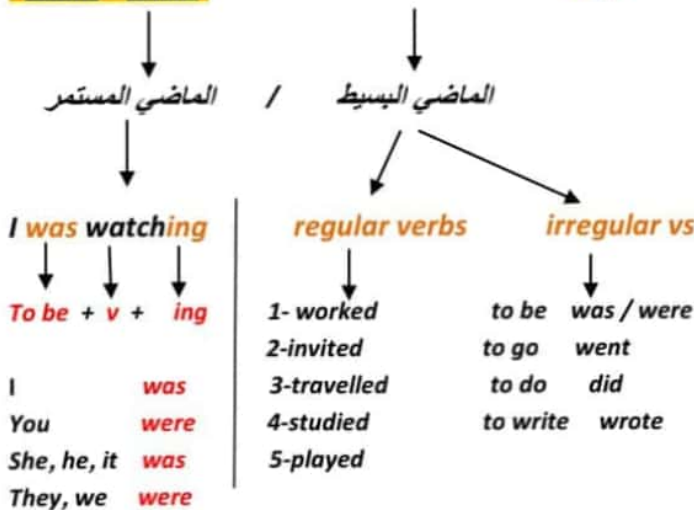 الماضي المستمر / الماضي البسيط
I was watching
To be + v + ing
I was
You were
She, he, it was
They, we were
regular verbs
1- worked
2-invited
3-travelled
4-studied
5-played
irregular vs
to be was / were
to go went
to do did
to write wrote